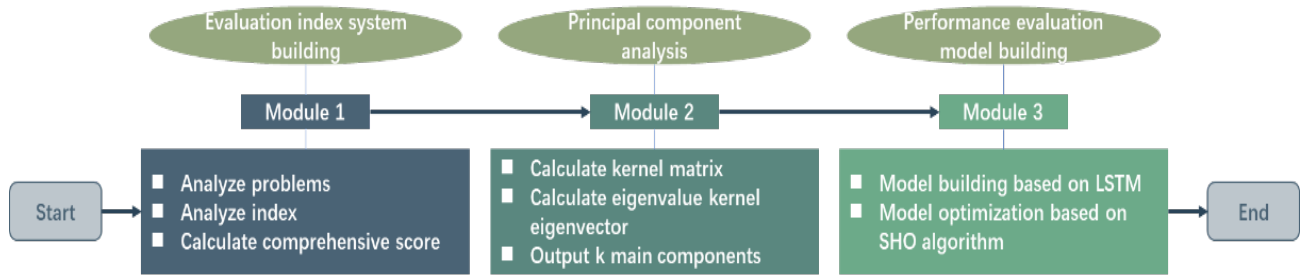 Evaluation index system
building
Principal component
analysis
Performance evaluation
model building
Module 1
Module 2
Module 3
Start
Analyze problems
Analyze index
Calculate comprehensive score
Calculate kernel matrix
Calculate eigenvalue kernel
eigenvector
Output k main components
Model building based on LSTM
Model optimization based on
SHO algorithm
End